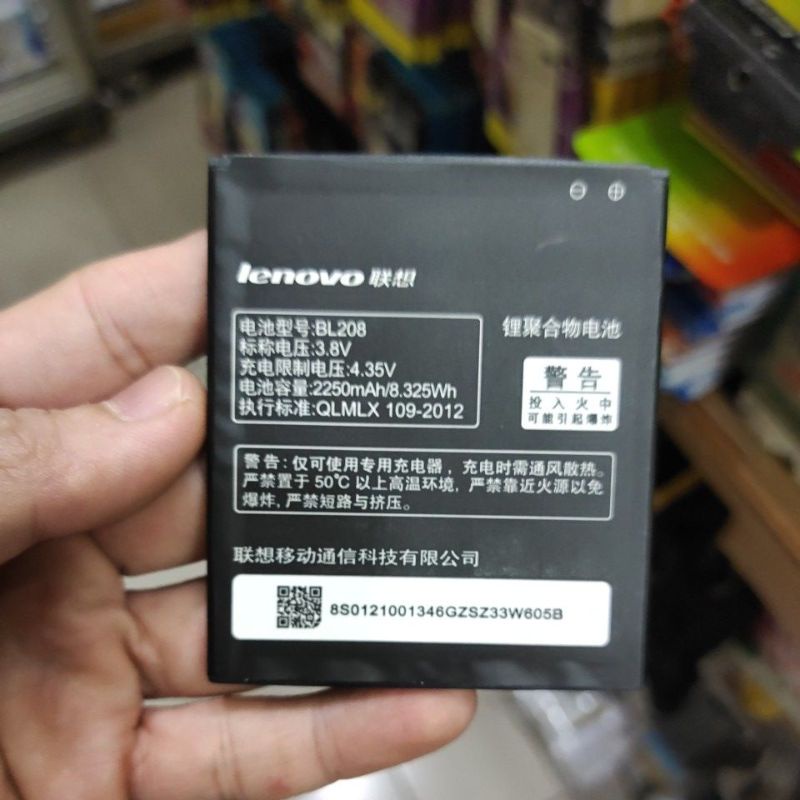 lenovo 联想
电池型号:BL208
标称电压:3.8V
充电限制电压:4.35V
电池容量:2250mAh/8.325Wh
执行标准:QLMLX 109-2012
锂聚合物电池
警告
投入火中
可能引起爆炸
警告:仅可使用专用充电器,充电时需通风散热。
严禁置于50℃以上高温环境,严禁靠近火源以免
爆炸,严禁短路与挤压。
联想移动通信科技有限公司
8S0121001346GZSZ33W605B